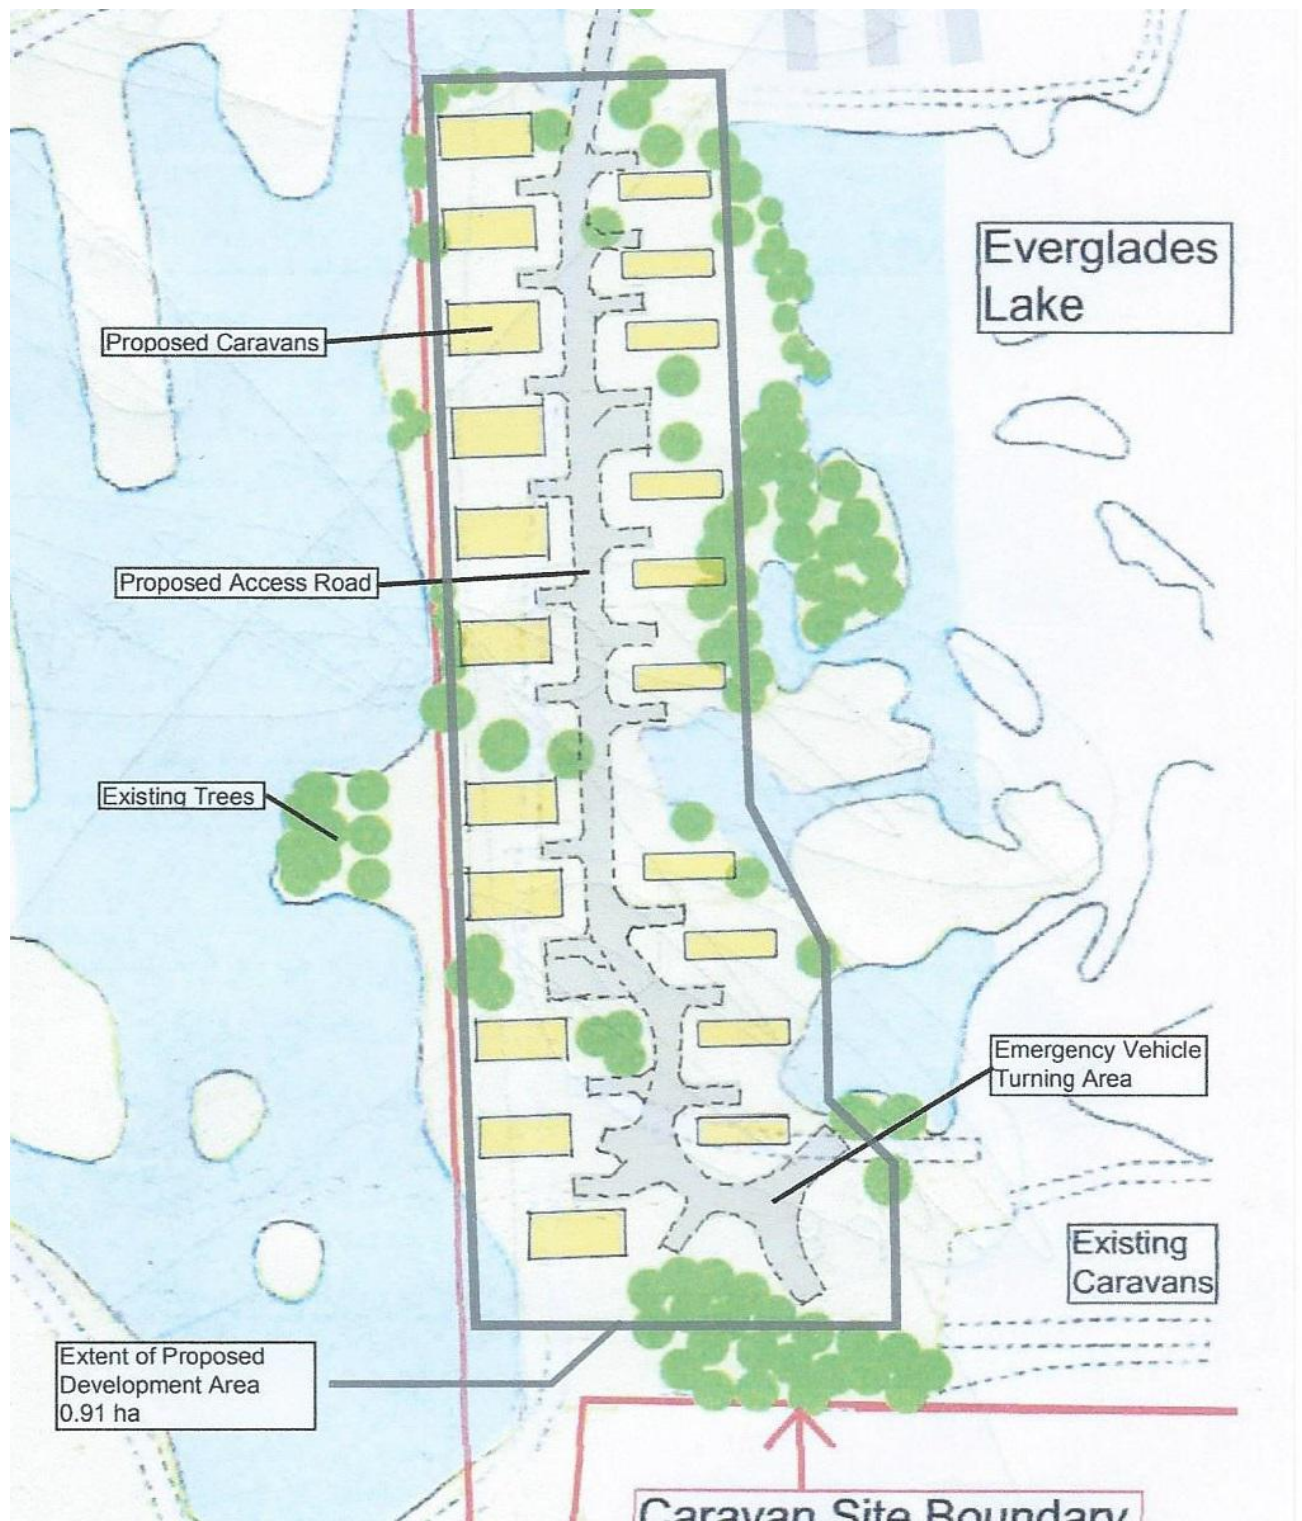 Everglades
Lake
Proposed Caravans
Proposed Access Road
Existing Trees
Emergency Vehicle
Turning Area
Existing
Caravans
Extent of Proposed
Development Area
0.91 ha
Caravan Site Boundary